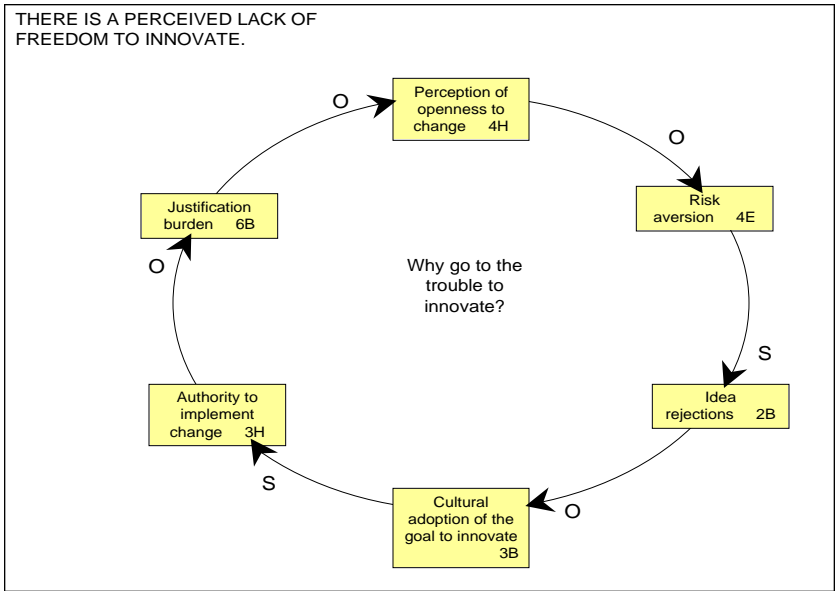 THERE IS A PERCEIVED LACK OF
FREEDOM TO INNOVATE.
O
Perception of
openness to
change 4H
O
Justification
burden 6B
Risk
aversion 4E
O
Why go to the
trouble to
innovate?
S
Authority to
implement
change 3H
Idea
rejections 2B
S
Cultural
adoption of the
goal to innovate
3B
O